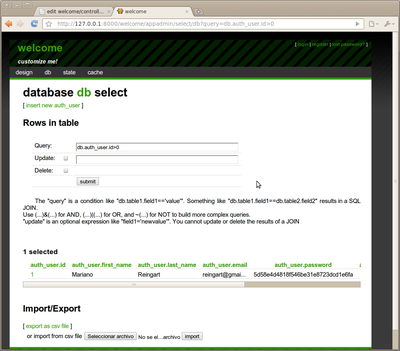 edit welcome/controll...
welcome
http://127.0.0.1:8000/welcome/appadmin/select/db?query=db.auth_user.id>0
welcome
[ login | register | lost password? ]
customize me!
design db state cache
database db select
[ insert new auth_user ]
Rows in table
Query: db.auth_user.id>0
Update:
Delete:
submit
The "query" is a condition like "db.table1.field1=='value'". Something like "db.table1.field1==db.table2.field2" results in a SQL
JOIN.
Use (...)&(...) for AND, (...)|(...) for OR, and ~(...) for NOT to build more complex queries.
"update" is an optional expression like "field1='newvalue'". You cannot update or delete the results of a JOIN
1 selected
auth_user.id auth_user.first_name auth_user.last_name auth_user.email auth_user.password
1 Mariano Reingart reingart@gmai... 5d58e4d4818f546be31e8723dcd1e6fa
Import/Export
[ export as csv file ]
or import from csv file Seleccionar archivo No se el...archivo import